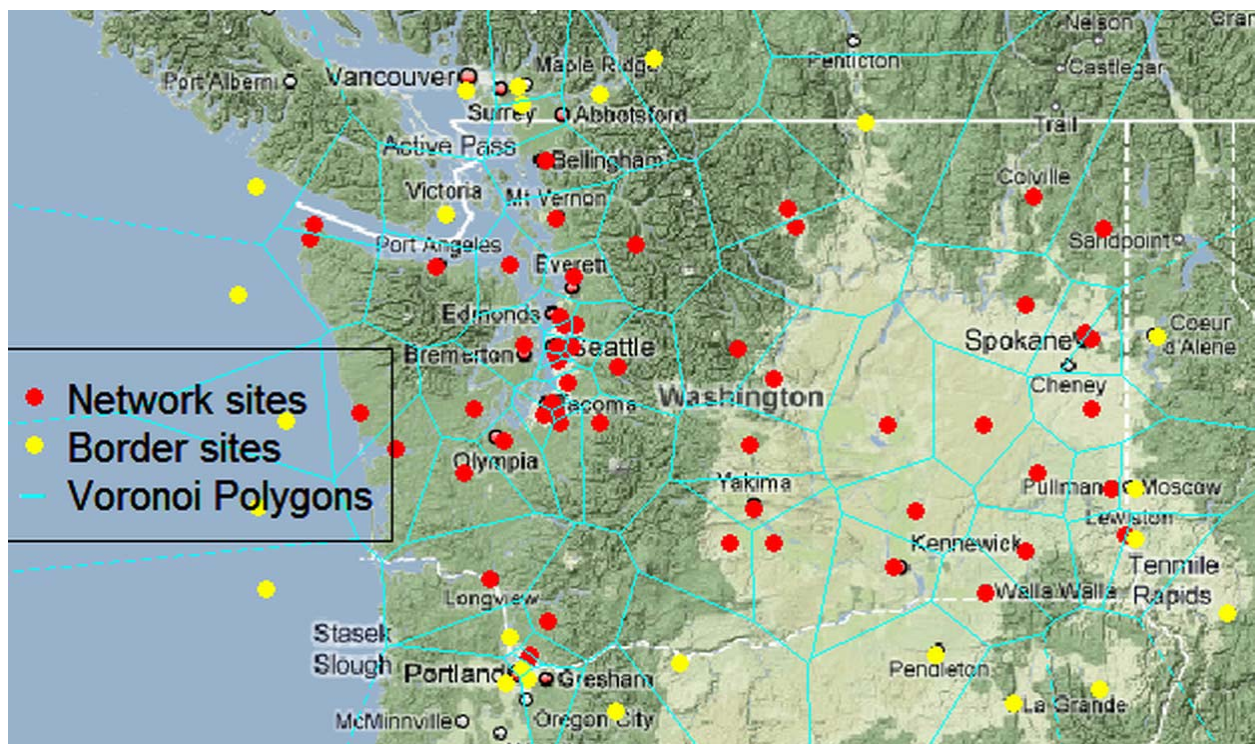 Nelson
Maple Ridge
Penticton
Castlegar
Port Alberni
Vancouver
Surrey
Abbotsford
Trail
Active Pass
Bellingham
Victoria
Mt Vernon
Colville
Port Angeles
Sandpoint
Everett
Edmonds
Coeur
d'Alene
Spokane
Seattle
Bremerton
Cheney
Network sites
Washington
Tacoma
Border sites
Olympia
Yakima
Pullman
Moscow
Voronoi Polygons
Lewiston
Kennewick
Tenmile
Rapids
Longview
Walla Walla
Stasek
Slough
Portland
Gresham
Pendleton
McMinnville
Oregon City
La Grande